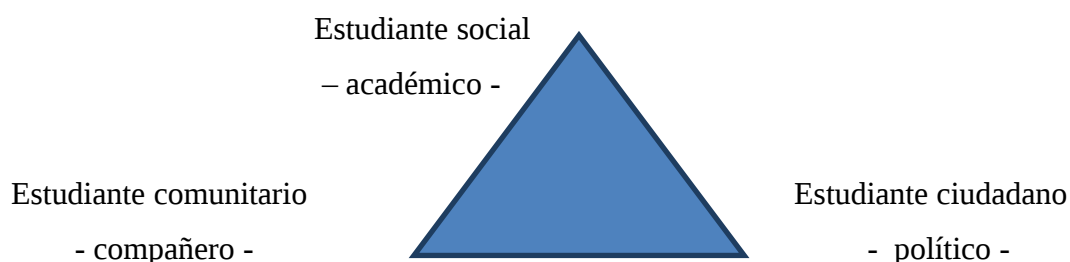 Estudiante social
– académico -
Estudiante comunitario
- compañero -
Estudiante ciudadano
- político -